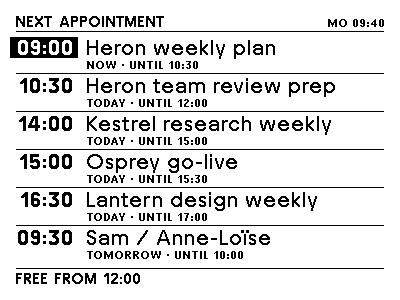 NEXT APPOINTMENT MO 09:40
09:00 Heron weekly plan
NOW · UNTIL 10:30
10:30 Heron team review prep
TODAY · UNTIL 12:00
14:00 Kestrel research weekly
TODAY · UNTIL 15:00
15:00 Osprey go-live
TODAY · UNTIL 15:30
16:30 Lantern design weekly
TODAY · UNTIL 17:00
09:30 Sam / Anne-Loïse
TOMORROW · UNTIL 10:00
FREE FROM 12:00